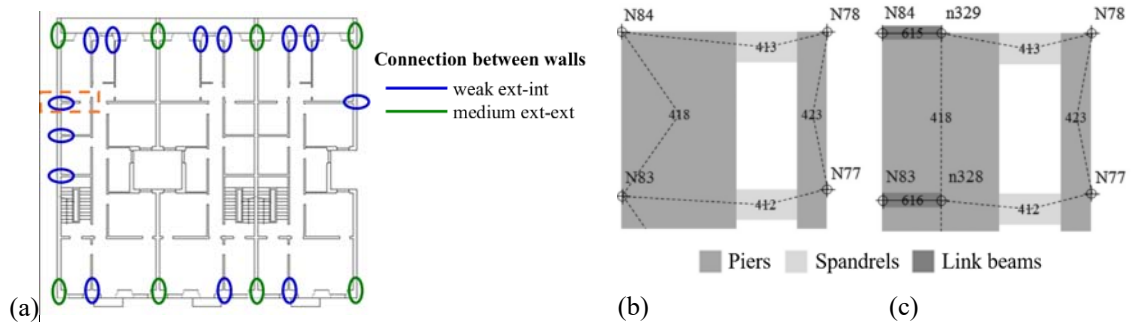 Connection between walls
weak ext-int
medium ext-ext
(a)
N84
N78
413
418
423
N83
N77
412
(b)
N84
n329
N78
615
413
418
423
N83
n328
N77
616
412
(c)
Piers
Spandrels
Link beams